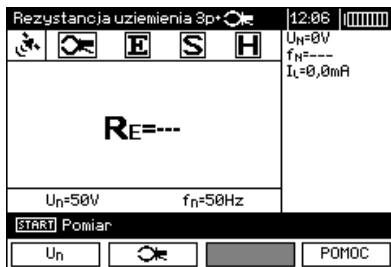 Rezystancja uziemienia 3p+ 12:06
E S H
UN=0V
fN=---
IL=0,0mA
RE=---
Un=50V fn=50Hz
START Pomiar
Un POMOC